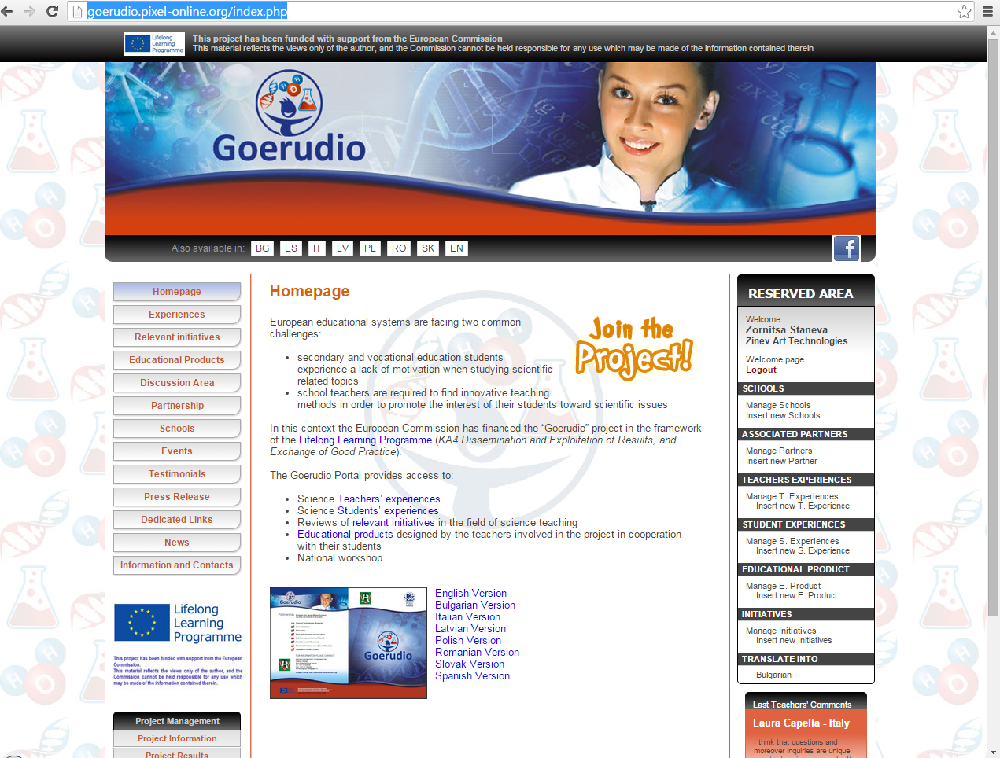 goerudio.pixel-online.org/index.php
Lifelong
Learning
Programme
This project has been funded with support from the European Commission.
This material reflects the views only of the author, and the Commission cannot be held responsible for any use which may be made of the information contained therein
H H
O
Goerudio
Also available in: BG ES IT LV PL RO SK EN
f
Homepage
Experiences
Relevant initiatives
Educational Products
Discussion Area
Partnership
Schools
Events
Testimonials
Press Release
Dedicated Links
News
Information and Contacts
Lifelong
Learning
Programme
This project has been funded with support from the European
Commission.
This material reflects the views only of the author, and the
Commission cannot be held responsible for any use which
may be made of the information contained therein.
Project Management
Project Information
Project Results
Homepage
European educational systems are facing two common
challenges:
Join the
Project!
• secondary and vocational education students
experience a lack of motivation when studying scientific
related topics
• school teachers are required to find innovative teaching
methods in order to promote the interest of their students toward scientific issues
In this context the European Commission has financed the “Goerudio” project in the framework
of the Lifelong Learning Programme (KA4 Dissemination and Exploitation of Results, and
Exchange of Good Practice).
The Goerudio Portal provides access to:
• Science Teachers’ experiences
• Science Students’ experiences
• Reviews of relevant initiatives in the field of science teaching
• Educational products designed by the teachers involved in the project in cooperation
with their students
• National workshop
Goerudio
Partnership
Goerudio
English Version
Bulgarian Version
Italian Version
Latvian Version
Polish Version
Romanian Version
Slovak Version
Spanish Version
RESERVED AREA
Welcome
Zornitsa Staneva
Zinev Art Technologies
Welcome page
Logout
SCHOOLS
Manage Schools
Insert new Schools
ASSOCIATED PARTNERS
Manage Partners
Insert new Partner
TEACHERS EXPERIENCES
Manage T. Experiences
Insert new T. Experience
STUDENT EXPERIENCES
Manage S. Experiences
Insert new S. Experience
EDUCATIONAL PRODUCT
Manage E. Product
Insert new E. Product
INITIATIVES
Manage Initiatives
Insert new Initiatives
TRANSLATE INTO
Bulgarian
Last Teachers' Comments
Laura Capella - Italy
I think that questions and
moreover inquiries are unique